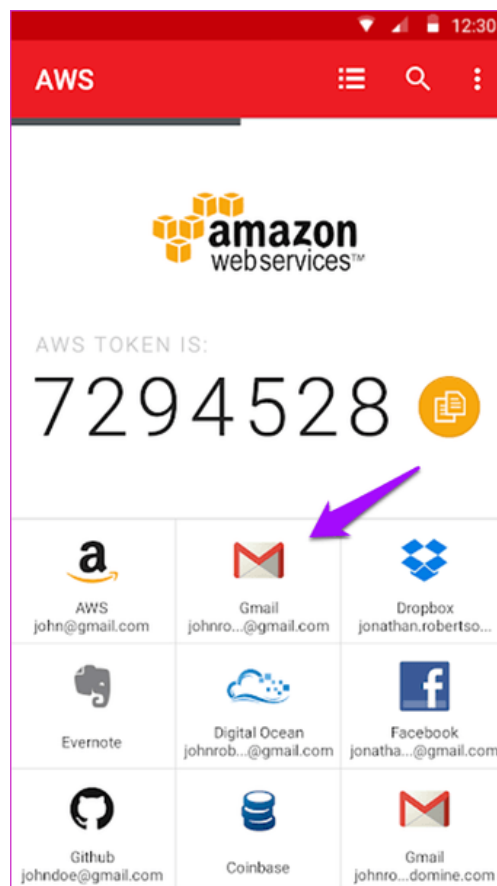 12:30
AWS
amazon
webservices™
AWS TOKEN IS:
7294528
a
AWS
john@gmail.com
Gmail
johnro...@gmail.com
Dropbox
jonathan.robertso...
Evernote
Digital Ocean
johnrob...@gmail.com
f
Facebook
jonatha...@gmail.com
Github
johndoe@gmail.com
Coinbase
Gmail
johnro...domine.com